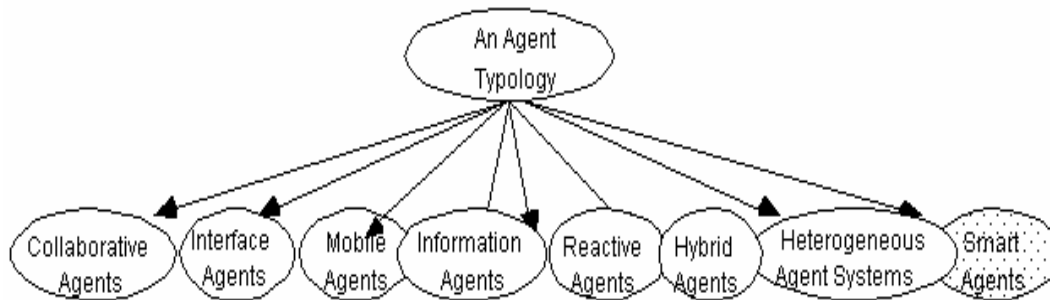 An Agent
Typology
Collaborative
Agents
Interface
Agents
Mobile
Agents
Information
Agents
Reactive
Agents
Hybrid
Agents
Heterogeneous
Agent Systems
Smart
Agents